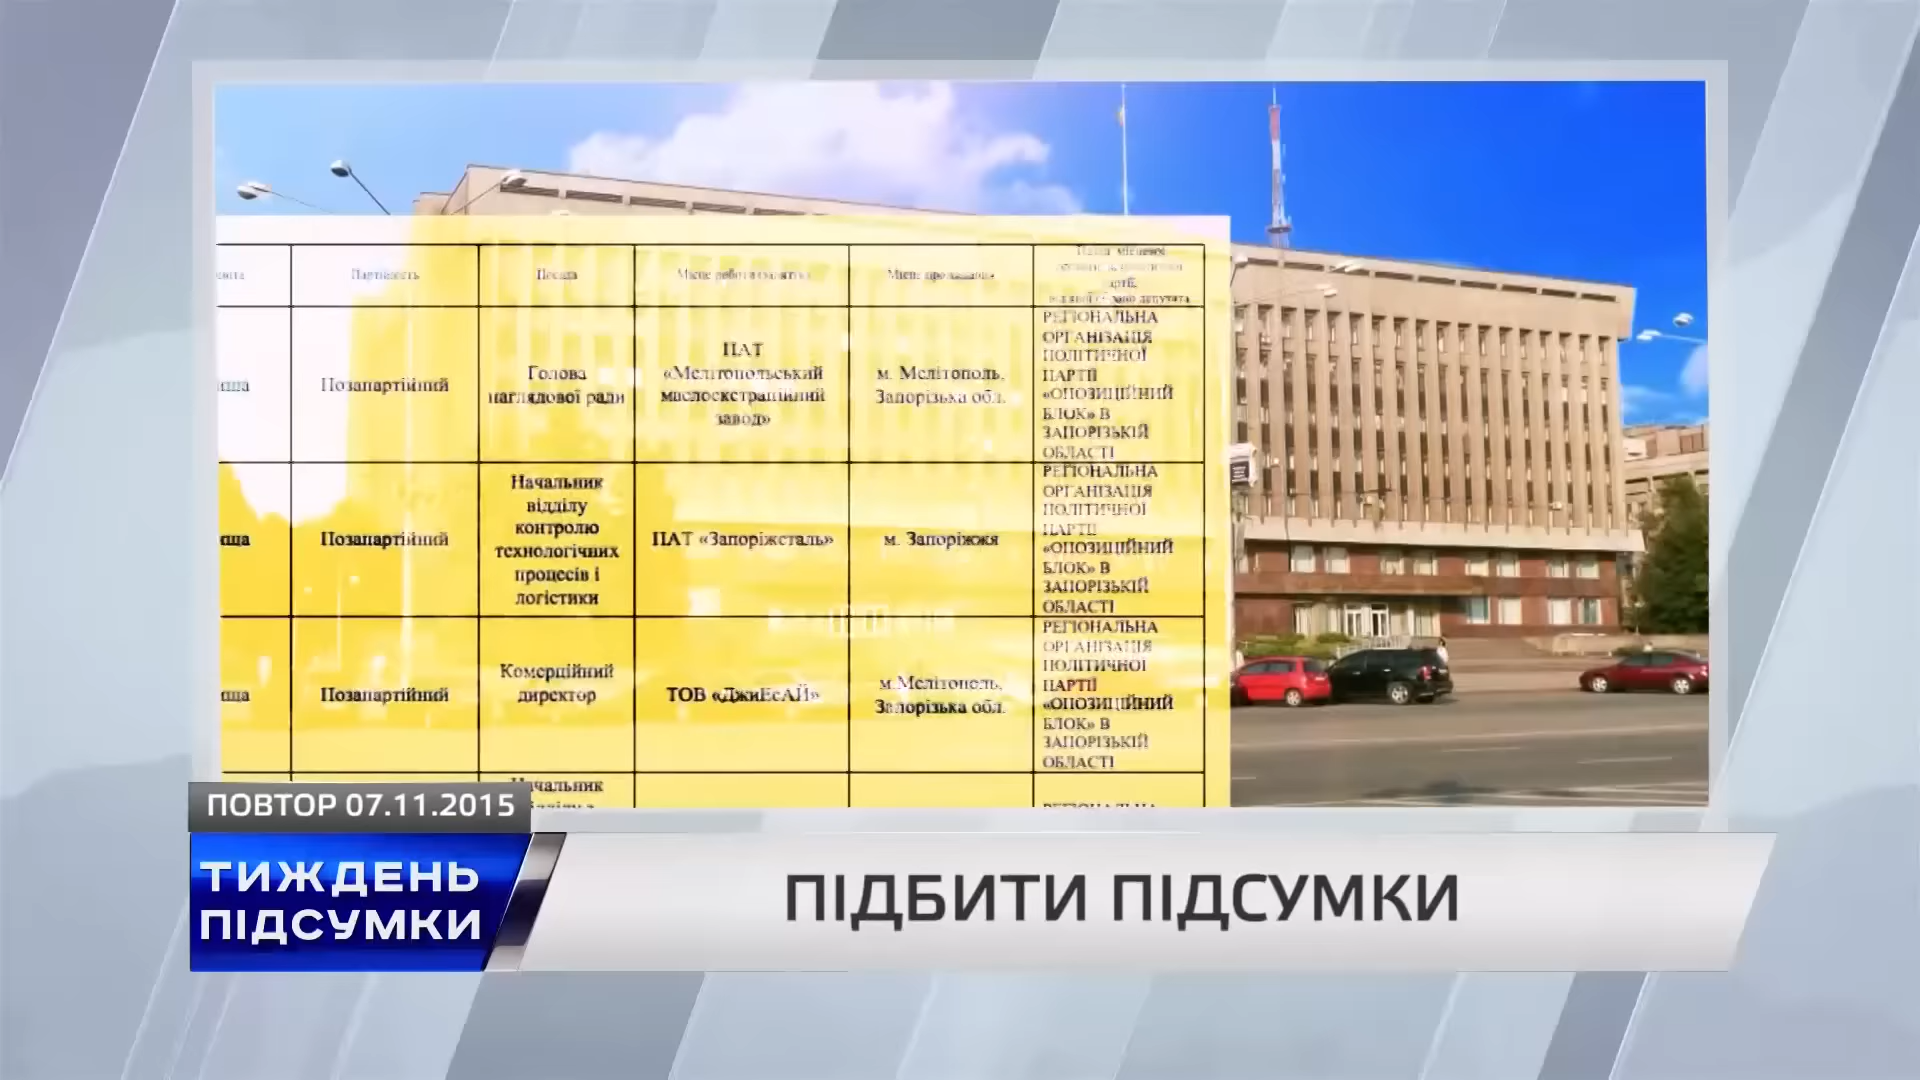 Партійність
Посада
Місце проживання
Позапартійний
Голова
наглядової ради
ПАТ
«Мелітопольський
маслоекстраційний
завод»
м. Мелітополь,
Запорізька обл.
РЕГІОНАЛЬНА
ОРГАНІЗАЦІЯ
ПОЛІТИЧНОЇ
ПАРТІЇ
«ОПОЗИЦІЙНИЙ
БЛОК» В
ЗАПОРІЗЬКІЙ
ОБЛАСТІ
Позапартійний
Начальник
відділу
контролю
технологічних
процесів і
логістики
ПАТ «Запоріжсталь»
м. Запоріжжя
РЕГІОНАЛЬНА
ОРГАНІЗАЦІЯ
ПОЛІТИЧНОЇ
ПАРТІЇ
«ОПОЗИЦІЙНИЙ
БЛОК» В
ЗАПОРІЗЬКІЙ
ОБЛАСТІ
Позапартійний
Комерційний
директор
ТОВ «ДжиЕсАЙ»
м.Мелітополь,
Запорізька обл.
РЕГІОНАЛЬНА
ОРГАНІЗАЦІЯ
ПОЛІТИЧНОЇ
ПАРТІЇ
«ОПОЗИЦІЙНИЙ
БЛОК» В
ЗАПОРІЗЬКІЙ
ОБЛАСТІ
ПОВТОР 07.11.2015
ТИЖДЕНЬ
ПІДСУМКИ
ПІДБИТИ ПІДСУМКИ